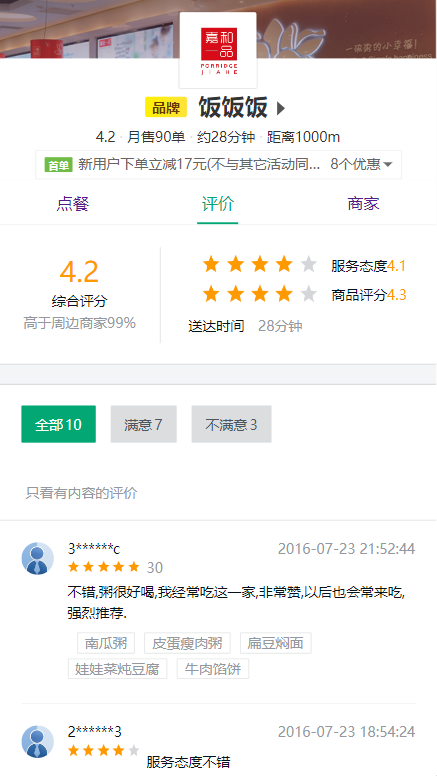 一碗粥的小幸福!
嘉和
一品
PORRIDGE
JIAHE
品牌 饭饭饭
4.2 · 月售90单 · 约28分钟 · 距离1000m
首单 新用户下单立减17元(不与其它活动同... 8个优惠
点餐 评价 商家
4.2
综合评分
高于周边商家99%
服务态度4.1
商品评分4.3
送达时间 28分钟
全部10 满意7 不满意3
只看有内容的评价
3******c 2016-07-23 21:52:44
30
不错,粥很好喝,我经常吃这一家,非常赞,以后也会常来吃,
强烈推荐.
南瓜粥 皮蛋瘦肉粥 扁豆焖面
娃娃菜炖豆腐 牛肉馅饼
2******3 2016-07-23 18:54:24
服务态度不错